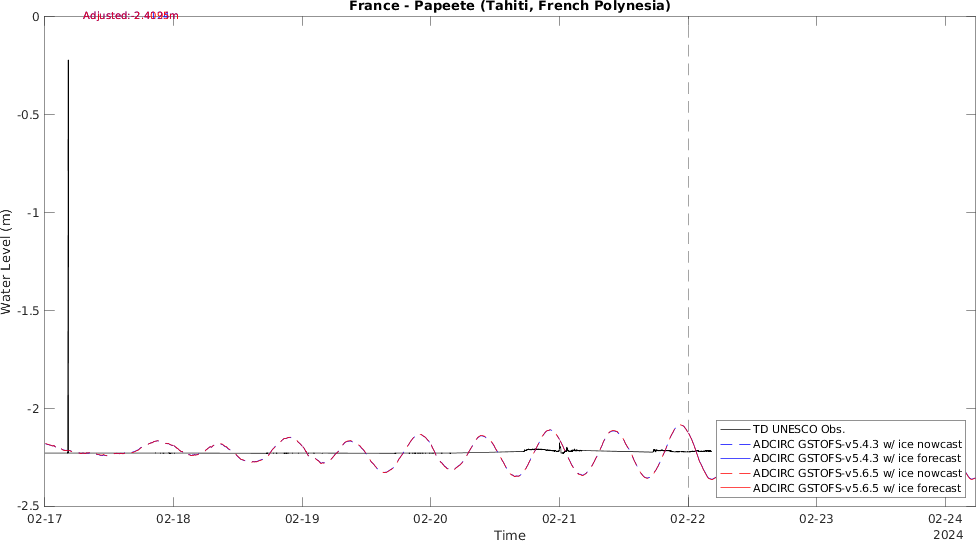 France - Papeete (Tahiti, French Polynesia)
Adjusted:
0
-0.5
-1
-1.5
-2
-2.5
Water Level (m)
02-17
02-18
02-19
02-20
02-21
02-22
02-23
02-24
2024
Time
TD UNESCO Obs.
ADCIRC GSTOFS-v5.4.3 w/ ice nowcast
ADCIRC GSTOFS-v5.4.3 w/ ice forecast
ADCIRC GSTOFS-v5.6.5 w/ ice nowcast
ADCIRC GSTOFS-v5.6.5 w/ ice forecast